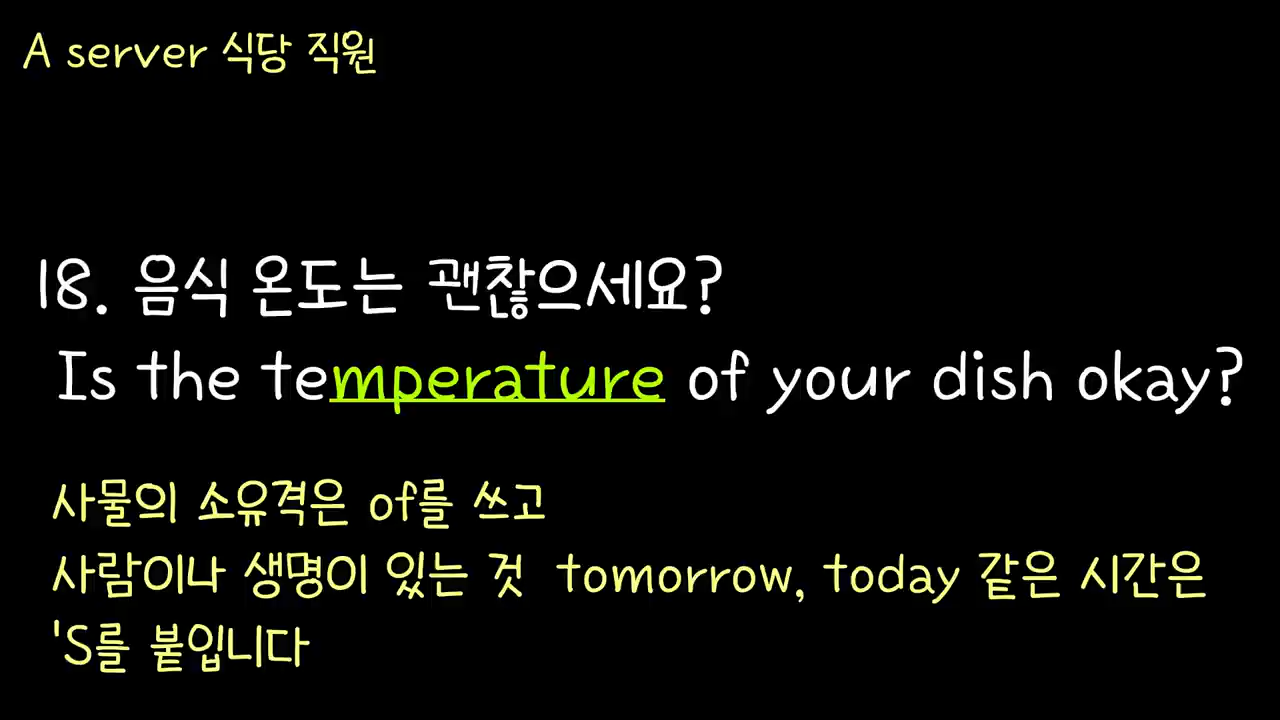 A server 식당 직원
18. 음식 온도는 괜찮으세요?
Is the temperature of your dish okay?
사물의 소유격은 of를 쓰고
사람이나 생명이 있는 것 tomorrow, today 같은 시간은
'S를 붙입니다